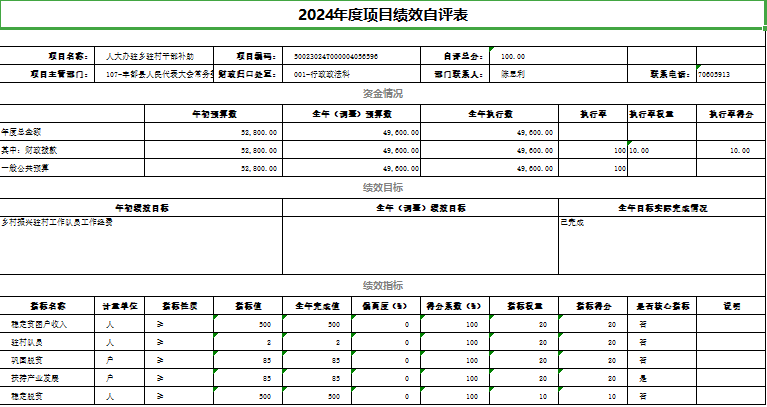 2024年度项目绩效自评表
项目名称： 人大办驻乡驻村干部补助 项目编码： 50023024T000004056596 自评总分： 100.00
项目主管部门： 107-丰都县人民代表大会常务 财政归口处室： 001-行政政法科 部门联系人： 联系电话： 70605913
资金情况
年初预算数 全年（调整）预算数 全年执行数 执行率 执行率权重 执行率得分
年度总金额 52,800.00 49,600.00 49,600.00
其中：财政拨款 52,800.00 49,600.00 49,600.00 100 10.00 10.00
一般公共预算 52,800.00 49,600.00 49,600.00 100
绩效目标
年初绩效目标 全年（调整）绩效目标 全年目标实际完成情况
乡村振兴驻村工作队员工作经费 已完成
绩效指标
指标名称 计量单位 指标性质 指标值 全年完成值 偏离度（%） 得分系数（%） 指标权重 指标得分 是否核心指标 说明
稳定贫困户收入 人 ≥ 500 500 0 100 20 20 否
驻村队员 人 ≥ 2 2 0 100 20 20 否
巩固脱贫 户 ≥ 85 85 0 100 20 20 否
扶持产业发展 户 ≥ 85 85 0 100 20 20 是
稳定脱贫 人 ≥ 500 500 0 100 10 10 否